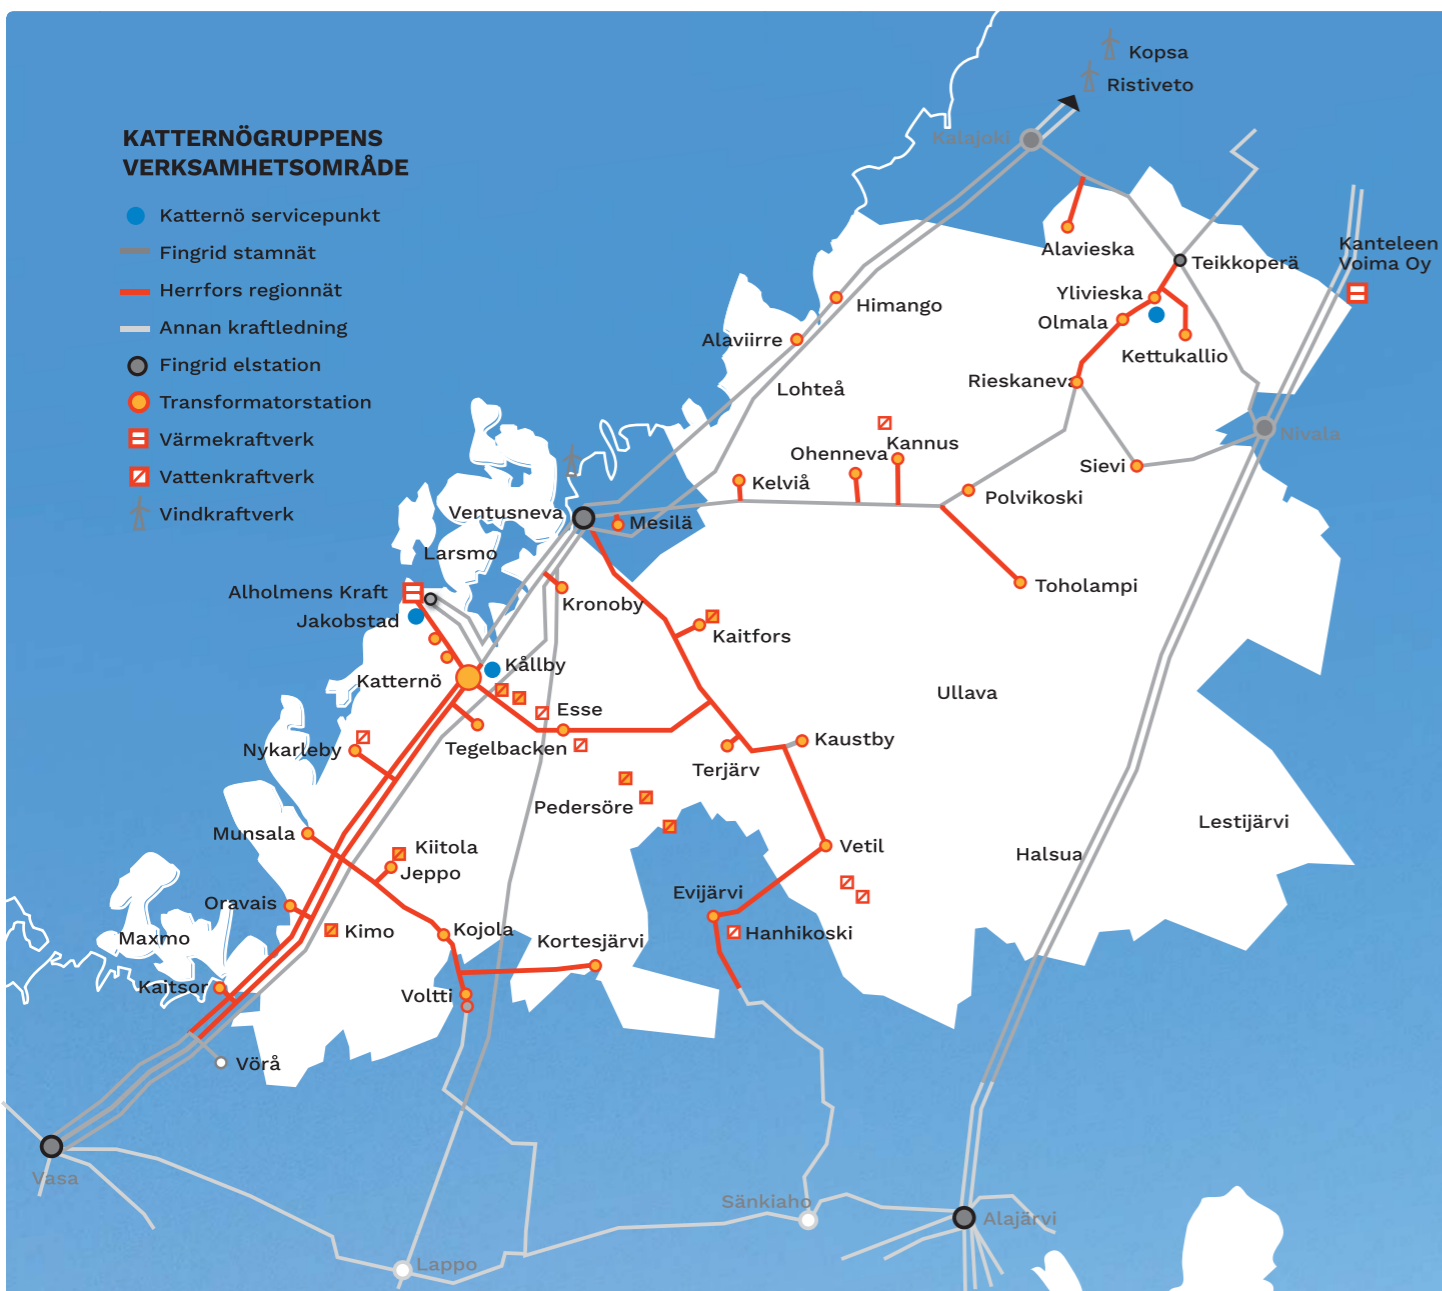 KATTERNÖGRUPPENS
VERKSAMHETSOMRÅDE
Katternö servicepunkt
Fingrid stamnät
Herrfors regionnät
Annan kraftledning
Fingrid elstation
Transformatorstation
Värmekraftverk
Vattenkraftverk
Vindkraftverk
Kopsa
Ristiveto
Kalajoki
Alavieska
Teikkoperä
Kanteleen
Voima Oy
Ylivieska
Olmala
Kettukallio
Himango
Alaviirre
Lohteå
Rieskaneva
Nivala
Kannus
Ohenneva
Sievi
Kelviå
Polvikoski
Ventusneva
Mesilä
Larsmo
Toholampi
Alholmens Kraft
Jakobstad
Kronoby
Kaitfors
Kållby
Katternö
Ullava
Esse
Tegelbacken
Nykarleby
Kaustby
Terjärv
Pedersöre
Munsala
Lestijärvi
Kiitola
Jeppo
Vetil
Halsua
Evijärvi
Oravais
Kimo
Kojola
Hanhikoski
Maxmo
Kortesjärvi
Kaitsor
Voltti
Vörå
Vasa
Sänkiaho
Alajärvi
Lappo